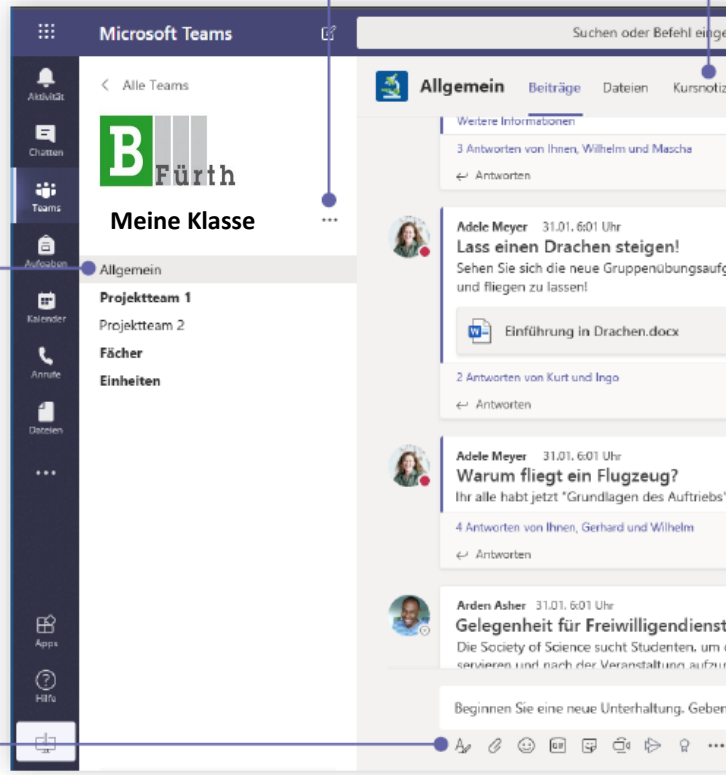 Microsoft Teams
Suchen oder Befehl
Aktivität
Chatten
Teams
Aufgaben
Kalender
Anrufe
Dateien
Apps
Hilfe
Alle Teams
B Fürth
Meine Klasse
Allgemein
Projektteam 1
Projektteam 2
Fächer
Einheiten
Allgemein Beiträge Dateien
Weitere Informationen
3 Antworten von Ihnen, Wilhelm und Mascha
Antworten
Adele Meyer 31.01. 6:01 Uhr
Lass einen Drachen steigen!
Sehen Sie sich die neue
und fliegen zu lassen!
Einführung in Drachen.docx
2 Antworten von Kurt und Ingo
Antworten
Adele Meyer 31.01. 6:01 Uhr
Warum fliegt ein Flugzeug?
Ihr alle habt jetzt "Grundlagen des Auftriebs"
4 Antworten von Ihnen, Gerhard und Wilhelm
Antworten
Arden Asher 31.01. 6:01 Uhr
Gelegenheit für
Die Society of Science sucht Studenten, um
servieren und nach der Veranstaltung
Beginnen Sie eine neue Unterhaltung.
GIF